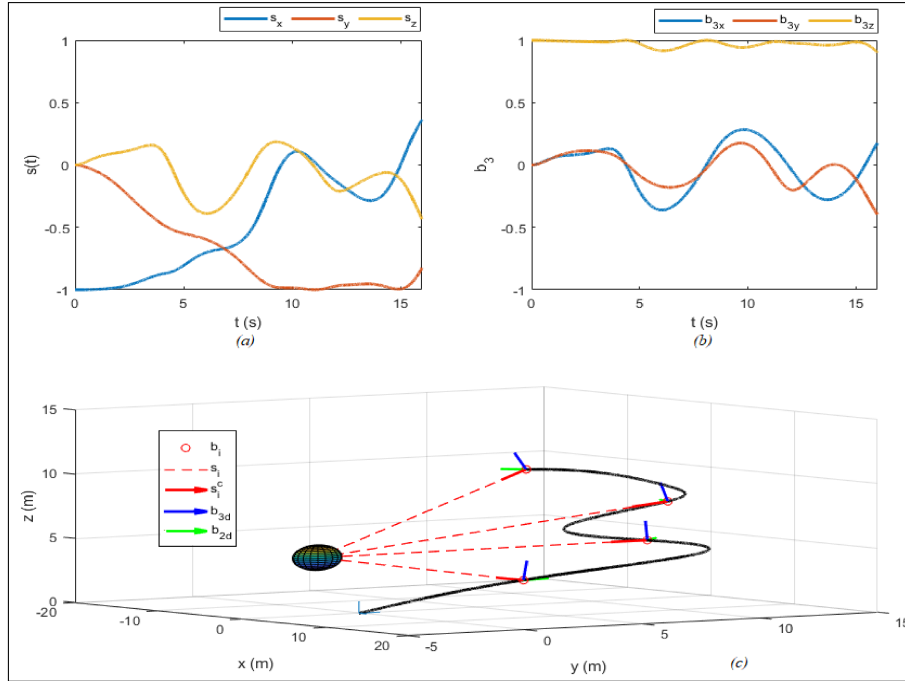 s_x s_y s_z
1
0.5
0
-0.5
-1
s(t)
0 5 10 15
t (s)
(a)
b_3x b_3y b_3z
1
0.5
0
-0.5
-1
b_3
0 5 10 15
t (s)
(b)
15
10
5
0
z (m)
b_i
s_i
s_i^c
b_3d
b_2d
-20 -10 0 10 20
x (m)
-5 0 5 10 15
y (m)
(c)